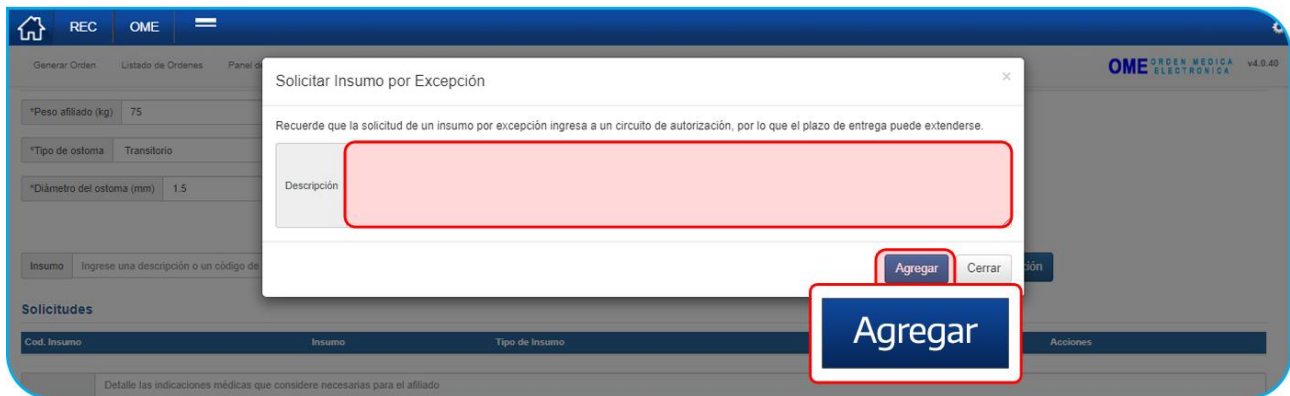 REC OME
Generar Orden Listado de Ordenes Panel de
OME ORDEN MEDICA ELECTRONICA v4.0.40
Solicitar Insumo por Excepción ×
*Peso afiliado (kg) 75
Recuerde que la solicitud de un insumo por excepción ingresa a un circuito de autorización, por lo que el plazo de entrega puede extenderse.
*Tipo de ostoma Transitorio
Descripción
*Diámetro del ostoma (mm) 1.5
Insumo Ingrese una descripción o un código de
Agregar Cerrar ción
Agregar
Solicitudes
Cod. Insumo Insumo Tipo de Insumo Acciones
Detalle las indicaciones médicas que considere necesarias para el afiliado